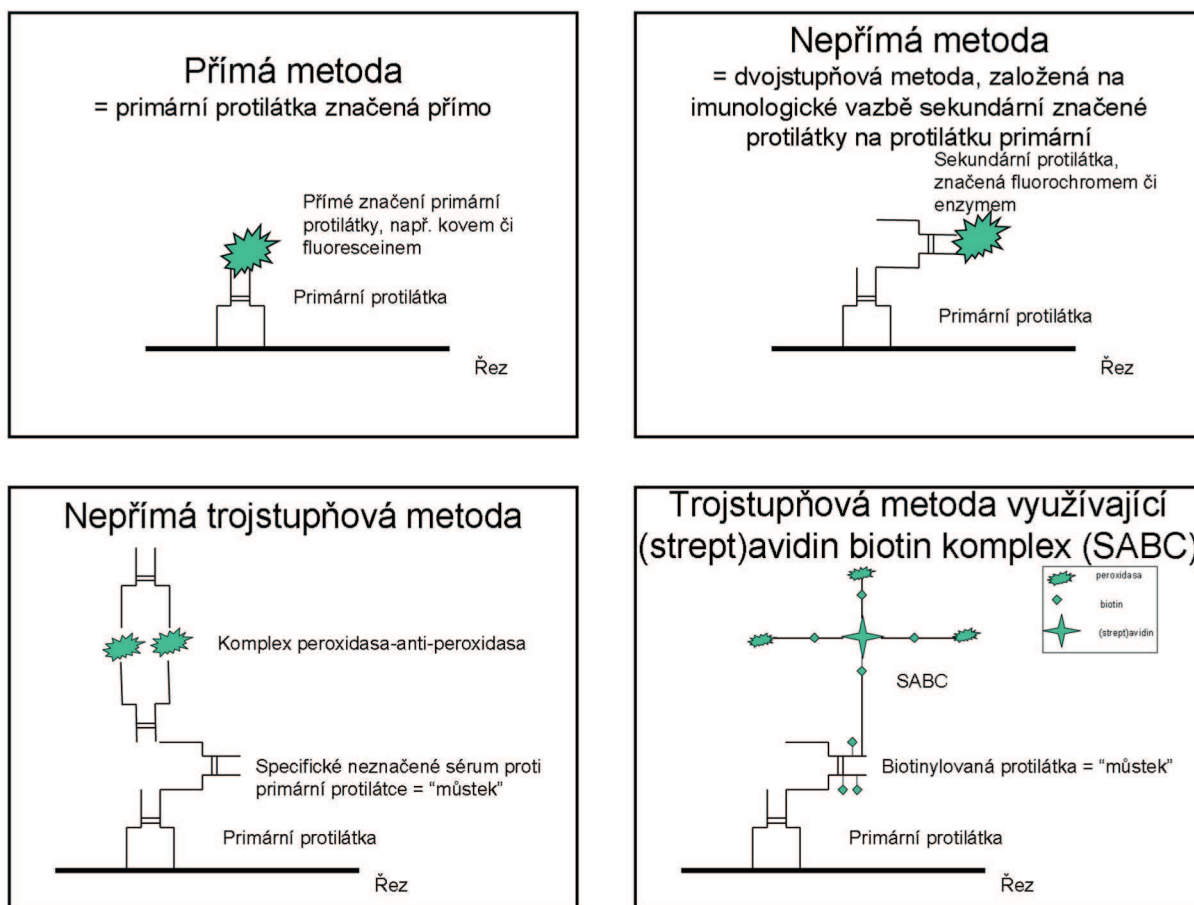 Přímá metoda
= primární protilátka značená přímo
Přímé značení primární
protilátky, např. kovem či
fluoresceinem
Primární protilátka
Řez
Nepřímá metoda
= dvojstupňová metoda, založená na
imunologické vazbě sekundární značené
protilátky na protilátku primární
Sekundární protilátka,
značená fluorochromem či
enzymem
Primární protilátka
Řez
Nepřímá trojstupňová metoda
Komplex peroxidasa-anti-peroxidasa
Specifické neznačené sérum proti
primární protilátce = “můstek”
Primární protilátka
Řez
Trojstupňová metoda využívající
(strept)avidin biotin komplex (SABC)
peroxidasa
biotin
(strept)avidin
SABC
Biotinylovaná protilátka = “můstek”
Primární protilátka
Řez